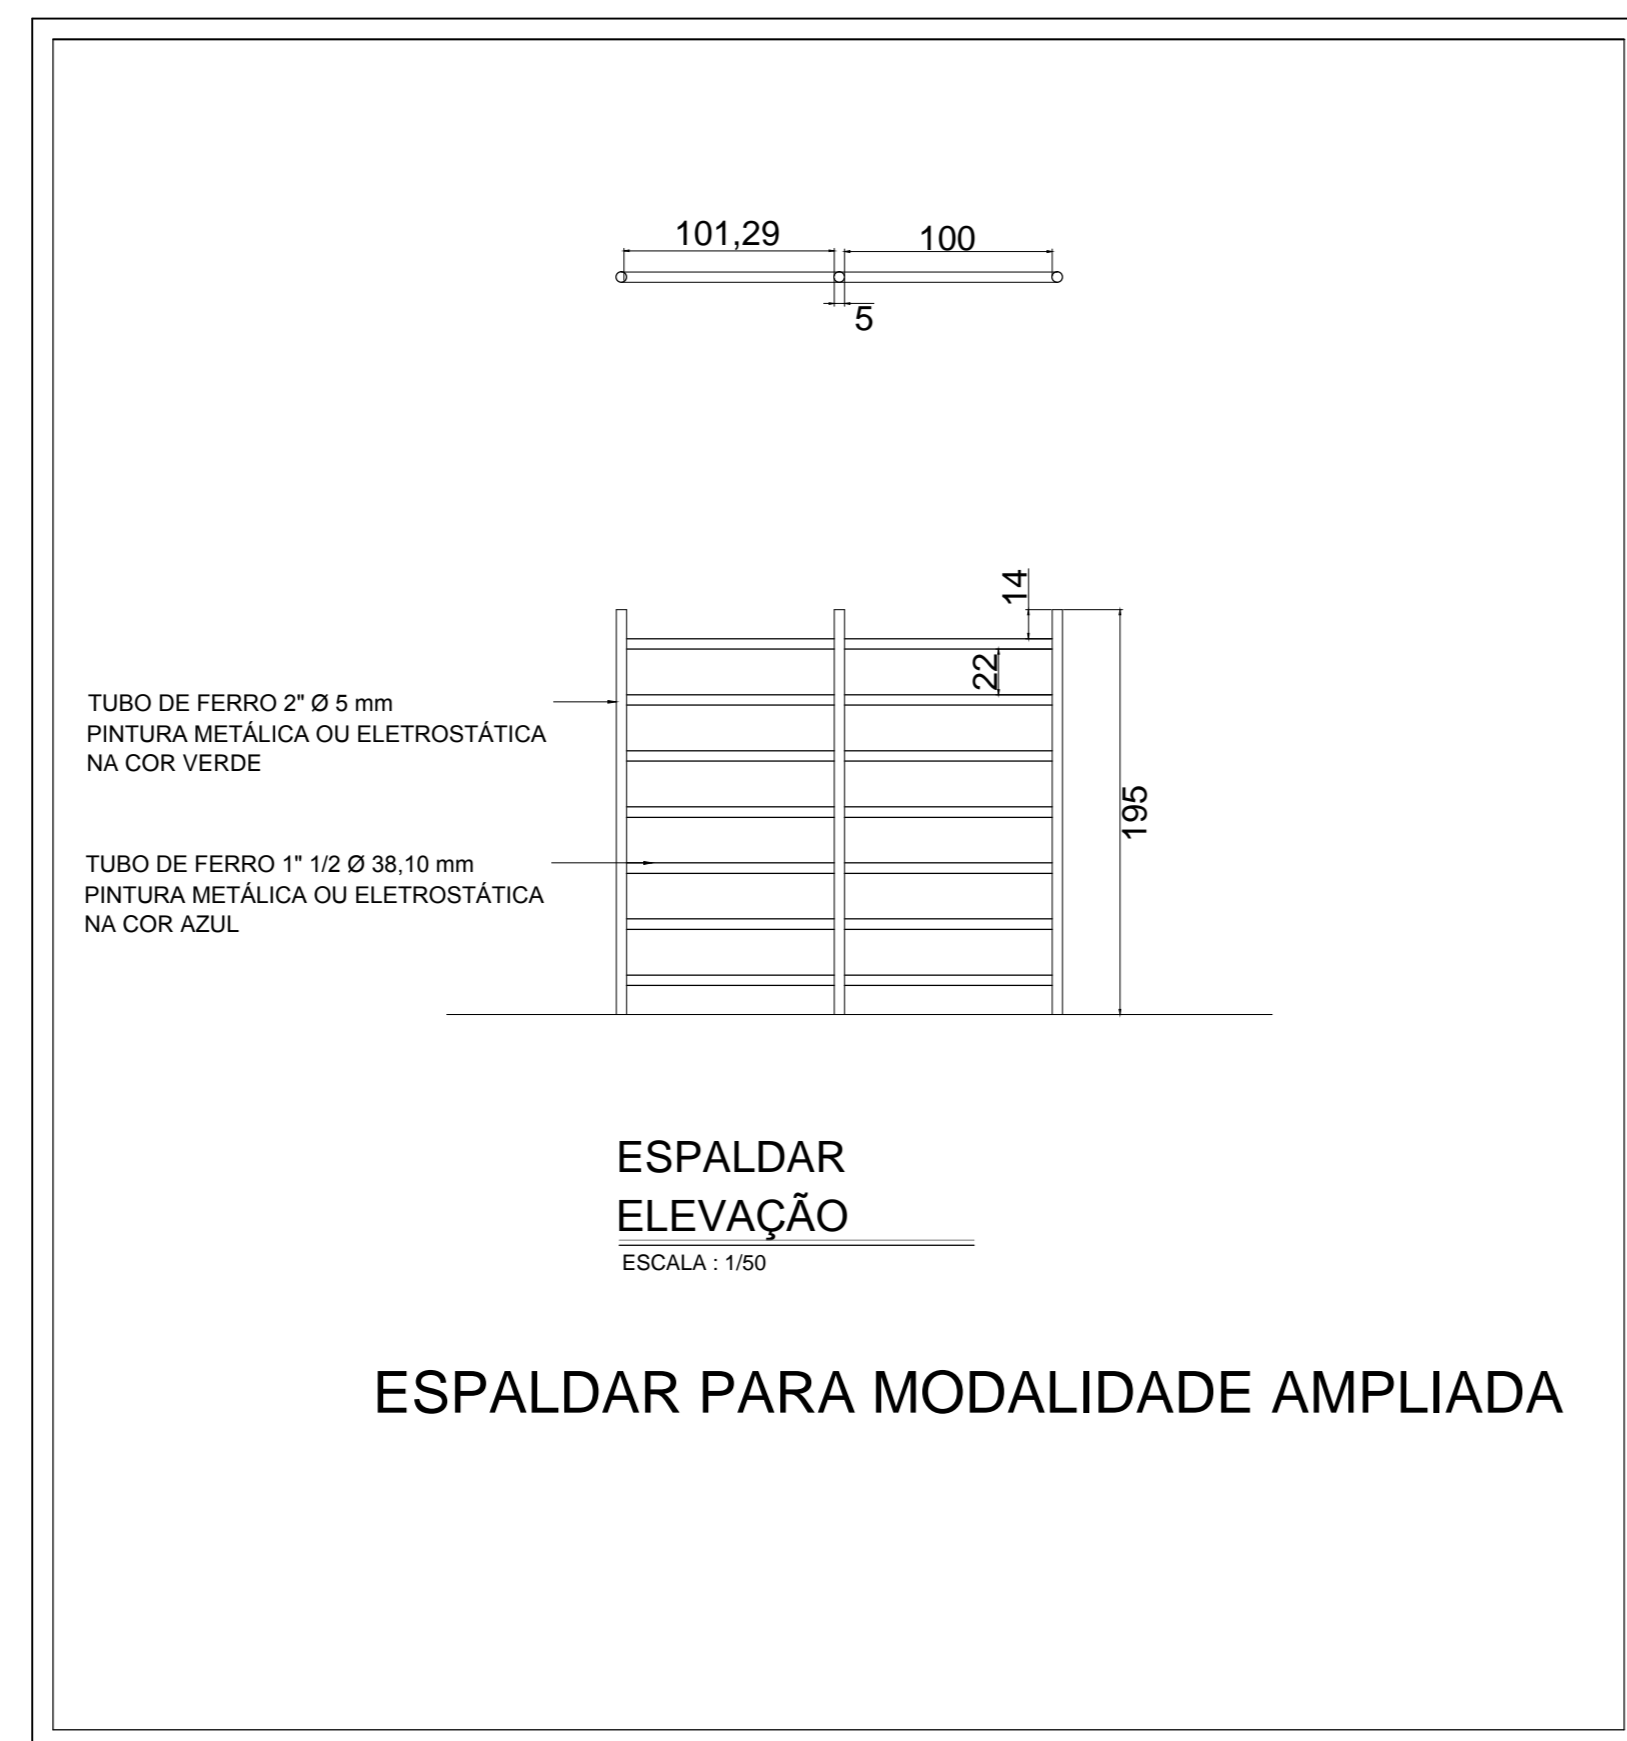 101,29
100
5
14
22
195
TUBO DE FERRO 2" Ø 5 mm
PINTURA METÁLICA OU ELETROSTÁTICA
NA COR VERDE
TUBO DE FERRO 1" 1/2 Ø 38,10 mm
PINTURA METÁLICA OU ELETROSTÁTICA
NA COR AZUL
ESPALDAR
ELEVAÇÃO
ESCALA : 1/50
ESPALDAR PARA MODALIDADE AMPLIADA